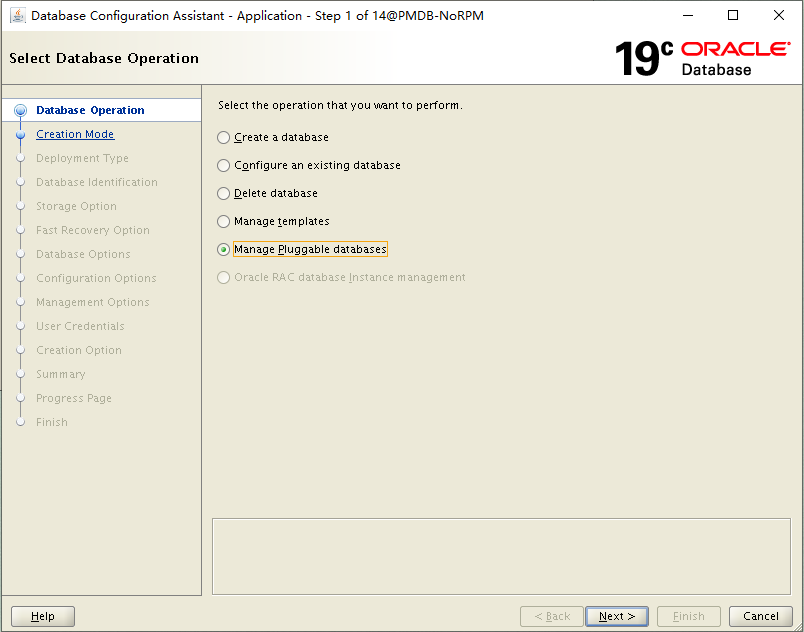 Database Configuration Assistant - Application - Step 1 of 14@PMDB-NoRPM
Select Database Operation
19c ORACLE®
Database
Database Operation
Creation Mode
Deployment Type
Database Identification
Storage Option
Fast Recovery Option
Database Options
Configuration Options
Management Options
User Credentials
Creation Option
Summary
Progress Page
Finish
Select the operation that you want to perform.
Create a database
Configure an existing database
Delete database
Manage templates
Manage Pluggable databases
Oracle RAC database Instance management
Help
< Back
Next >
Finish
Cancel